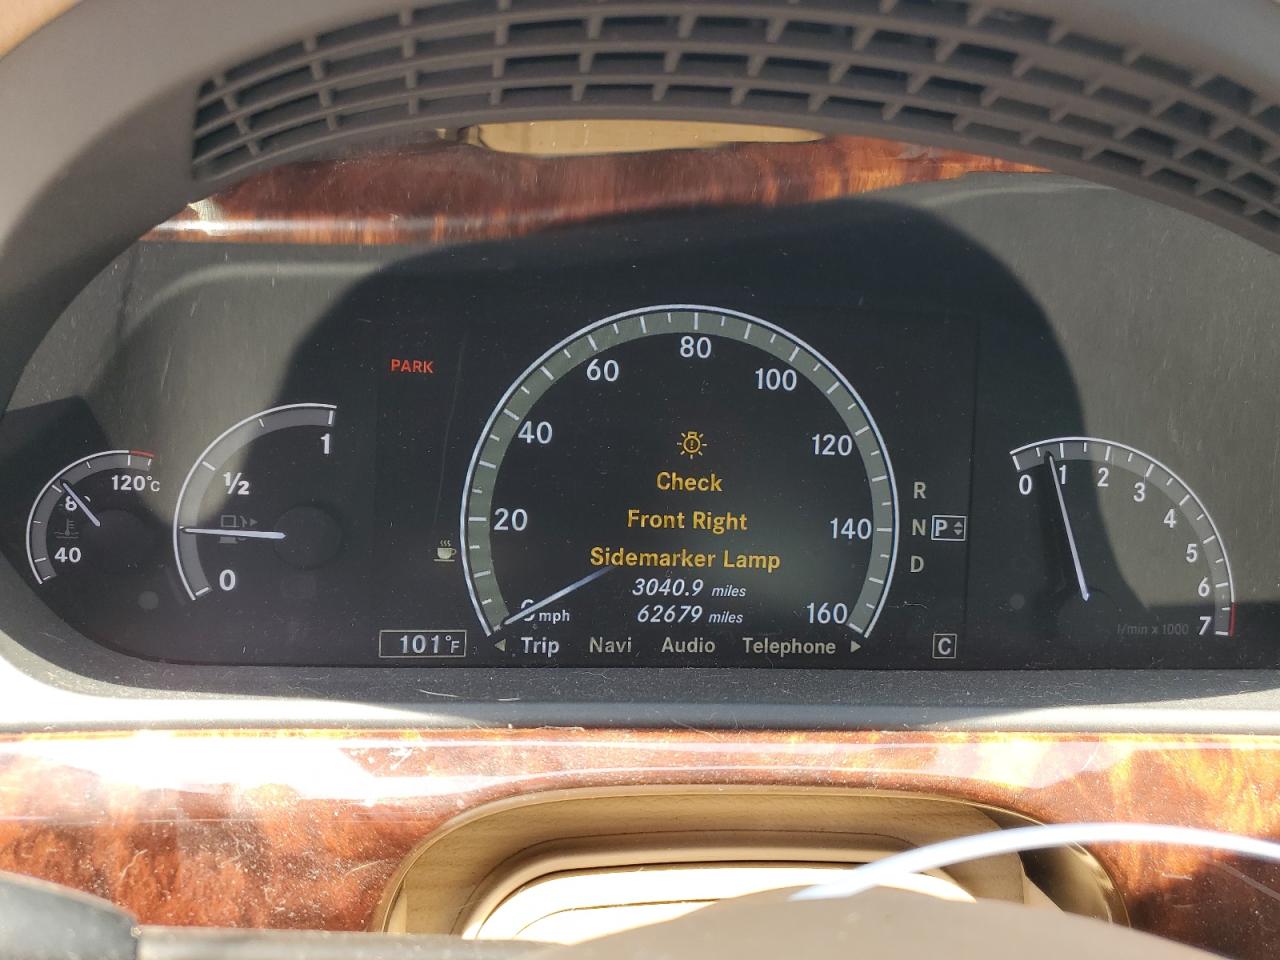 PARK
120°C
80
40
1
1/2
0
0 mph
20
40
60
80
100
120
140
160
Check
Front Right
Sidemarker Lamp
3040.9 miles
62679 miles
101°F
◄ Trip Navi Audio Telephone ►
R
N P
D
C
0
1
2
3
4
5
6
7
l/min x 1000